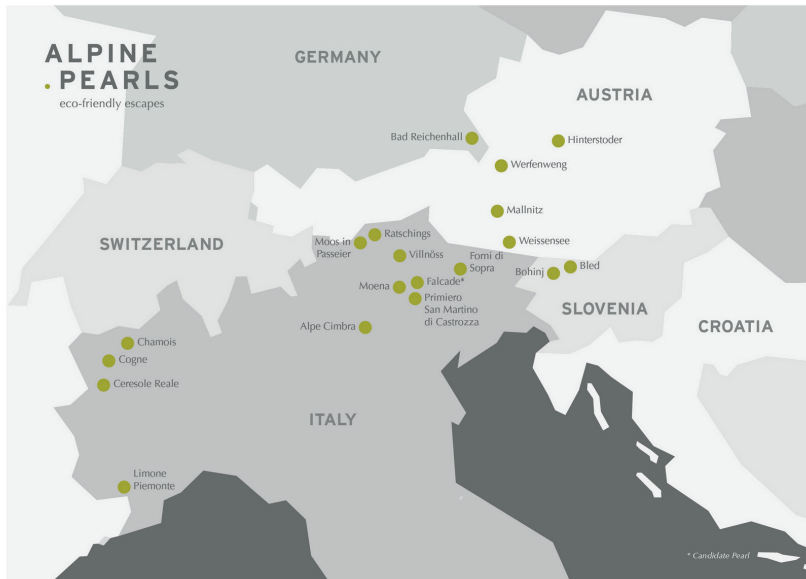 ALPINE
. PEARLS
eco-friendly escapes
GERMANY
AUSTRIA
Bad Reichenhall
Hinterstoder
Werfenweng
Mallnitz
SWITZERLAND
Moos in
Passeier
Ratschings
Villnöss
Weissensee
Forni di
Sopra
Bohinj
Bled
Moena
Falcade*
Primiero
San Martino
di Castrozza
SLOVENIA
CROATIA
Alpe Cimbra
Chamois
Cogne
Ceresole Reale
ITALY
Limone
Piemonte
* Candidate Pearl